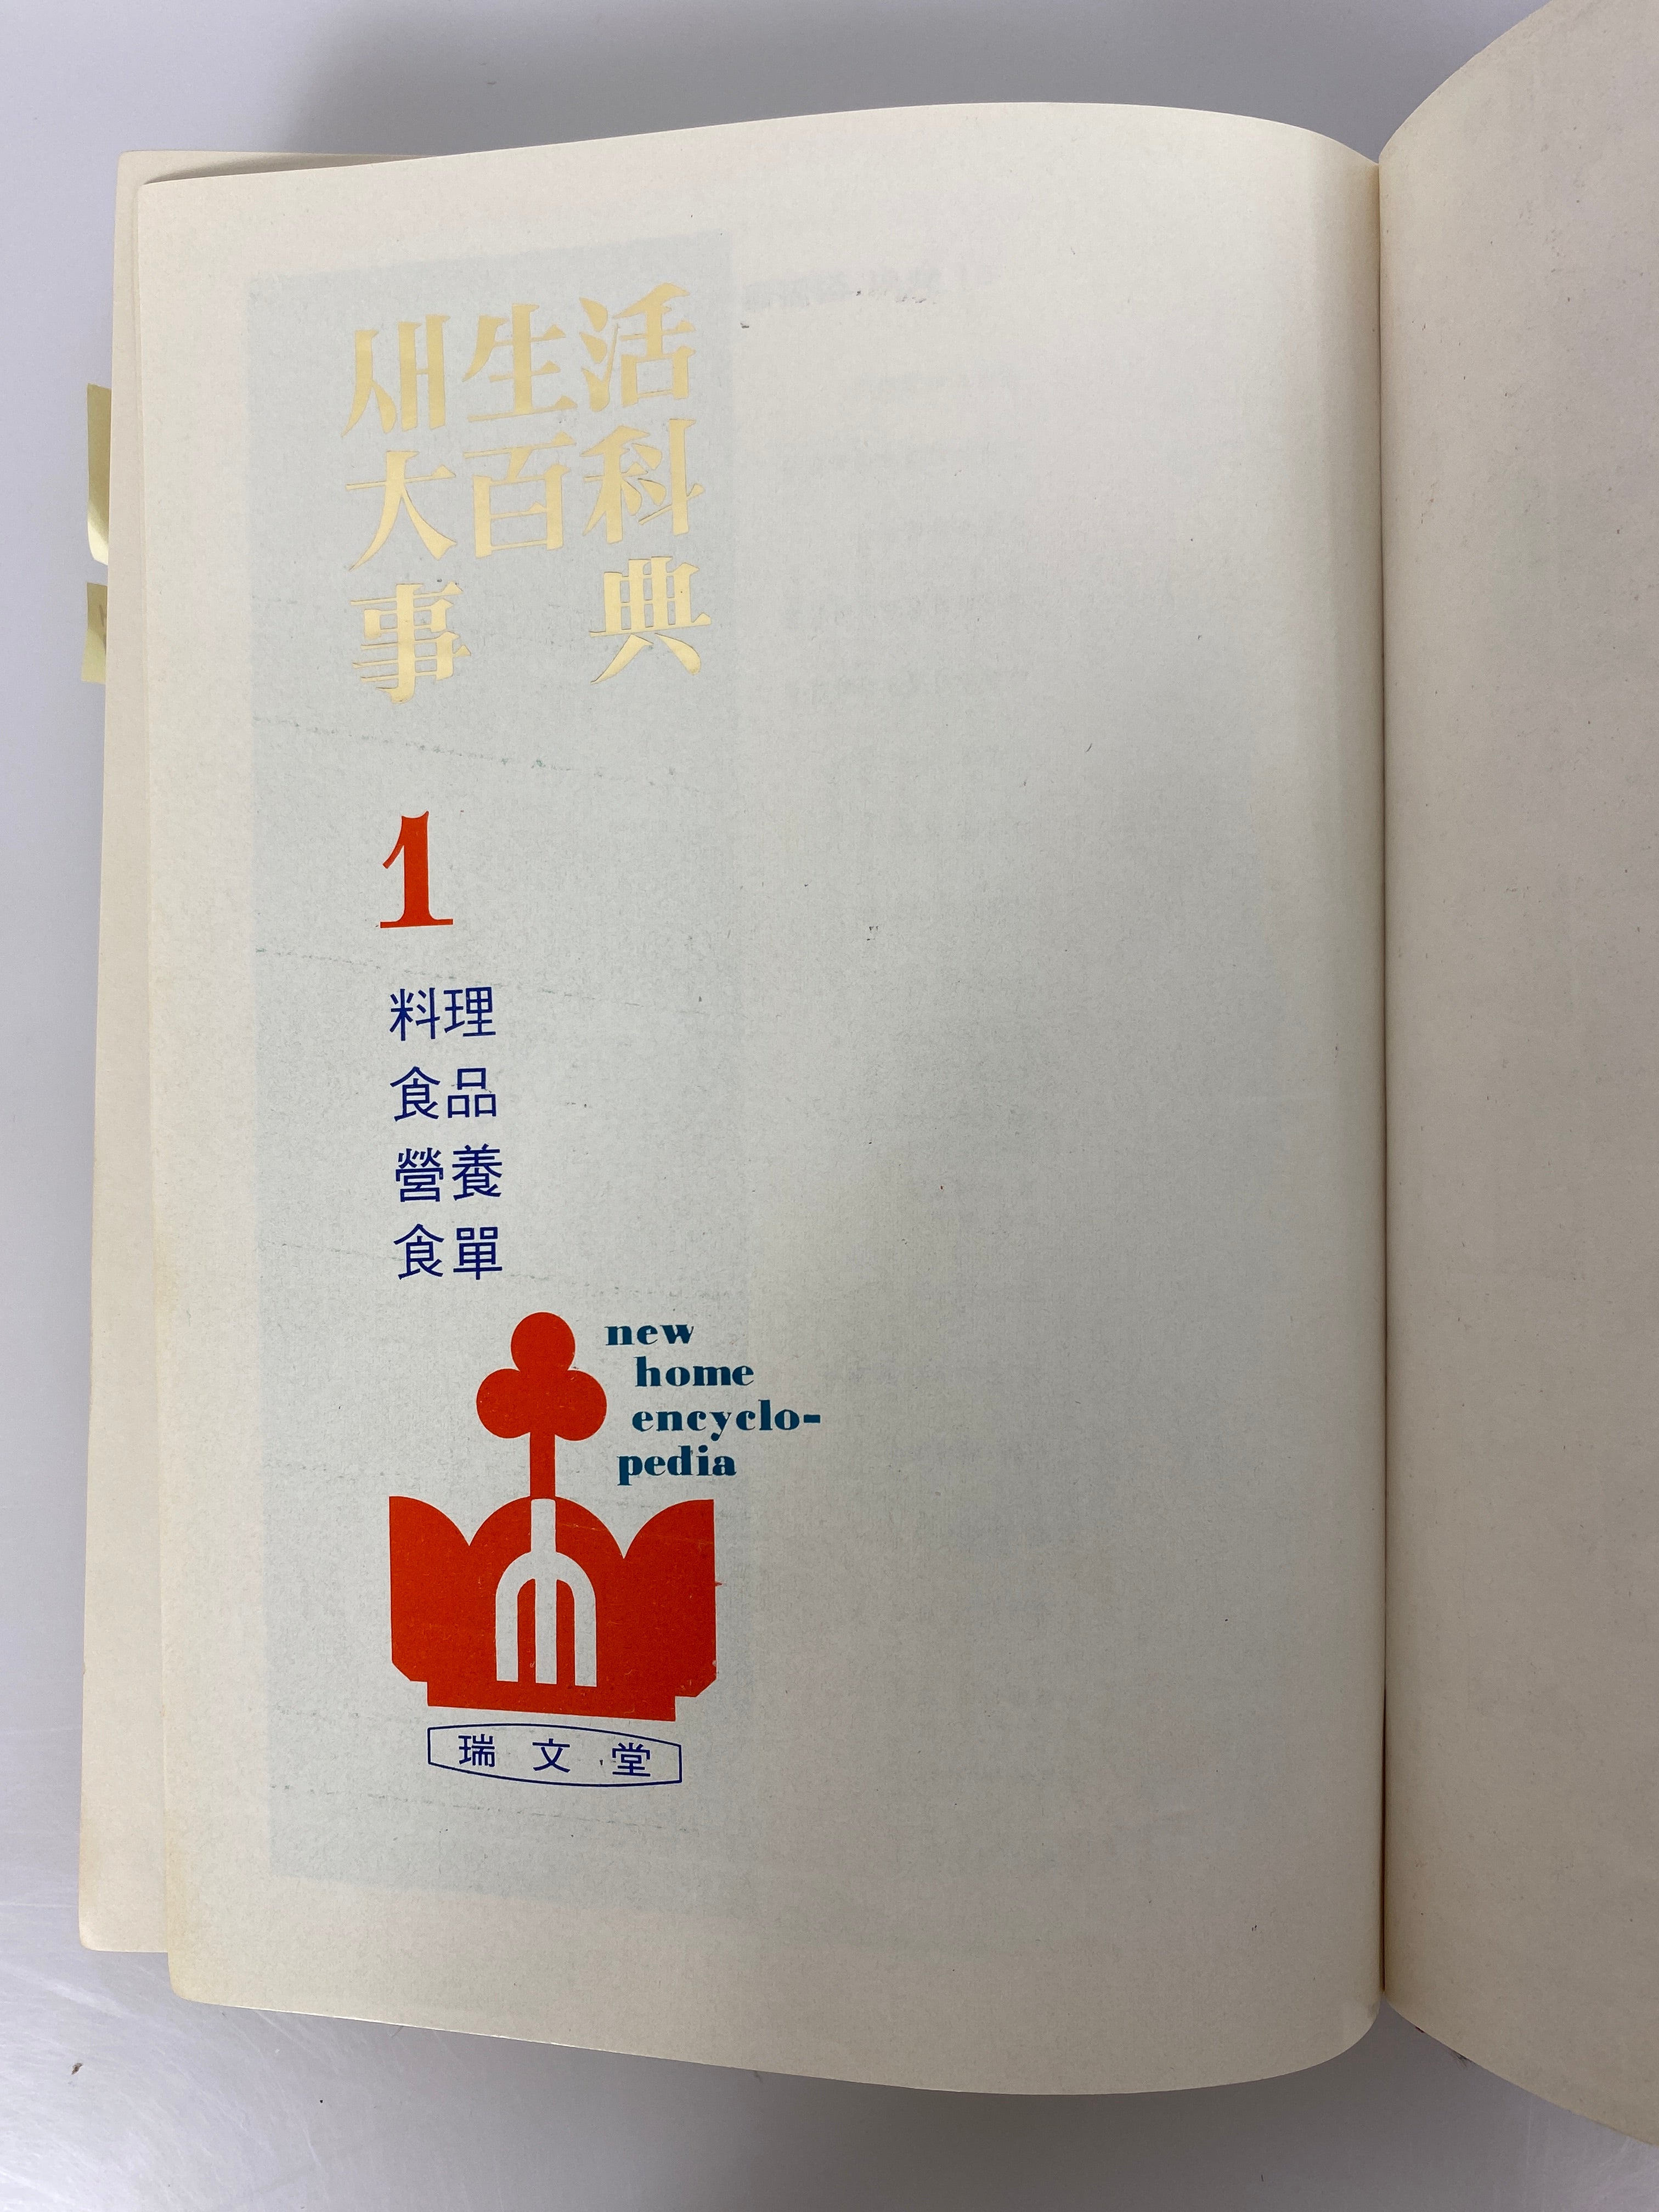 새生活
大百科
事典
1
料理
食品
營養
食單
new
home
encyclo-
pedia
瑞文堂